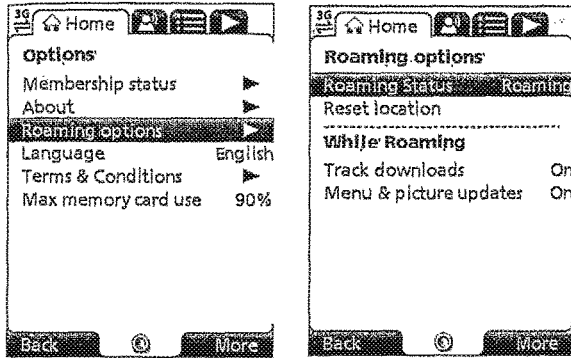 3G Home
Options
Membership status
About
Roaming options
Language English
Terms & Conditions
Max memory card use 90%
Back More
3G Home
Roaming options
Roaming Status Roaming
Reset location
While Roaming
Track downloads On
Menu & picture updates On
Back More